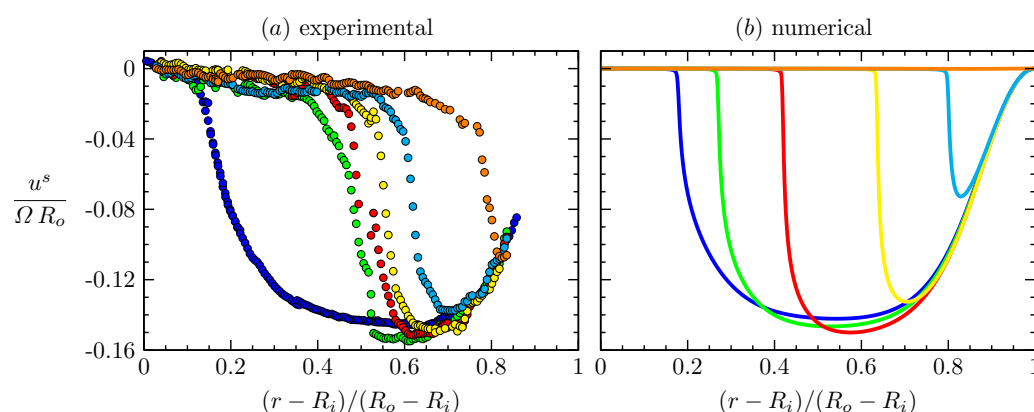 (a) experimental
(b) numerical
0
-0.04
-0.08
-0.12
-0.16
u^s
Ω R_o
0 0.2 0.4 0.6 0.8 1
0 0.2 0.4 0.6 0.8 1
(r − R_i)/(R_o − R_i)
(r − R_i)/(R_o − R_i)